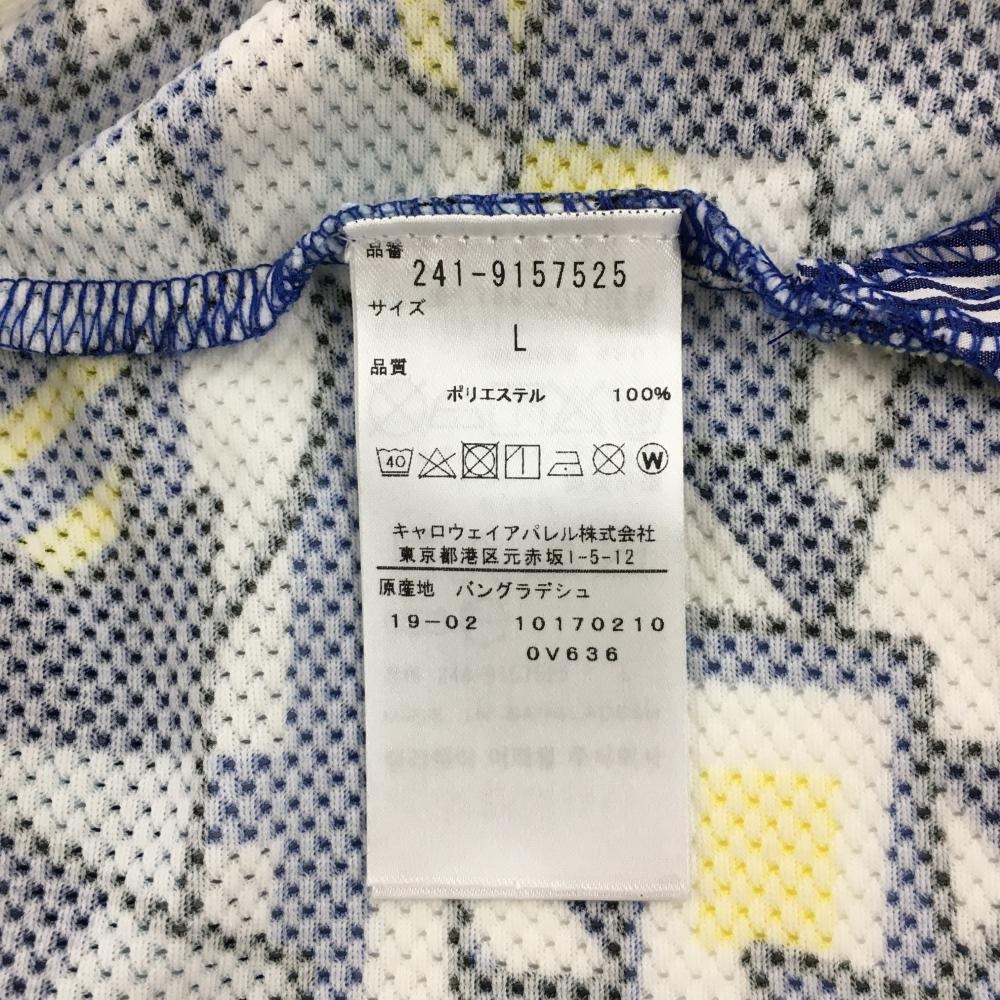 品番
241-9157525
サイズ
L
品質
ポリエステル 100%
40 W
キャロウェイアパレル株式会社
東京都港区元赤坂1-5-12
原産地 バングラデシュ
19-02 10170210
0V636